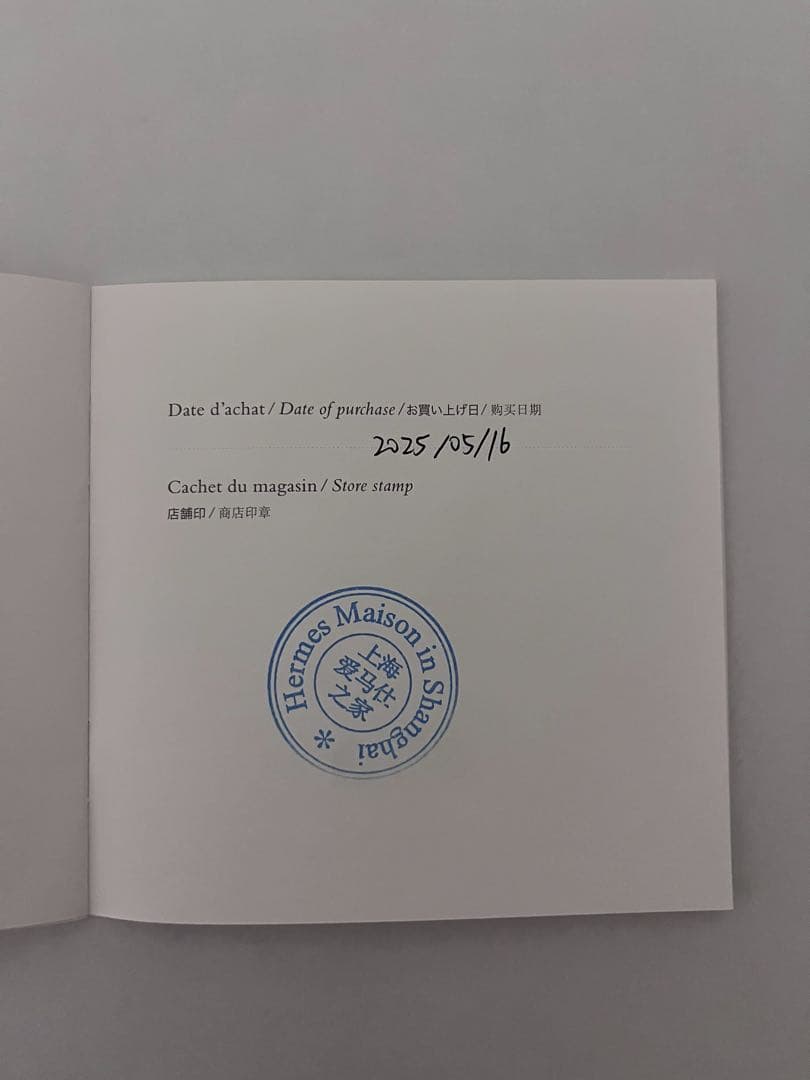 Date d'achat / Date of purchase / お買い上げ日 / 购买日期
2025/05/16
Cachet du magasin / Store stamp
店舗印 / 商店印章
Hermes Maison in Shanghai *
上海
爱马仕
之家